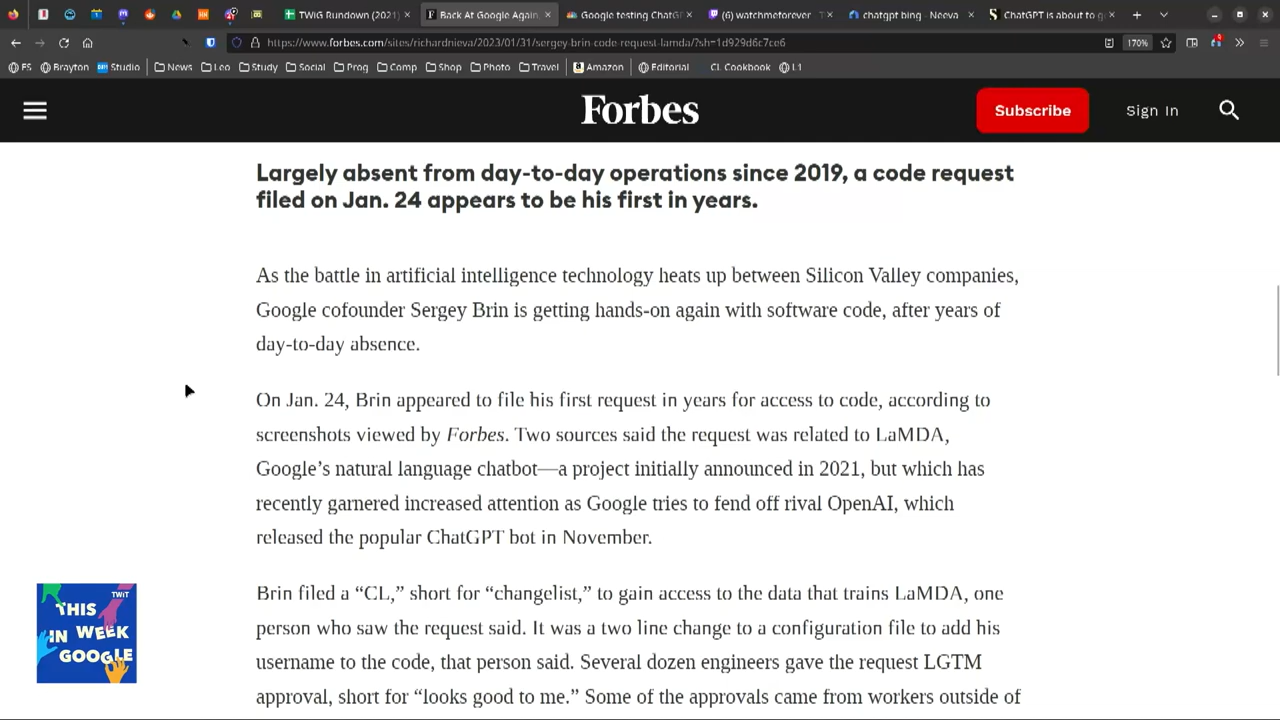 TWiG Rundown (2021)
Back At Google Again,
Google testing ChatG
(6) watchmeforever
chatgpt bing - Neeva
ChatGPT is about to g
https://www.forbes.com/sites/richardnieva/2023/01/31/sergey-brin-code-request-lamda/?sh=1d929d6c7ce6
170%
FS
Brayton
Studio
News
Leo
Study
Social
Prog
Comp
Shop
Photo
Travel
Amazon
Editorial
CL Cookbook
L1
Forbes
Subscribe
Sign In
Largely absent from day-to-day operations since 2019, a code request
filed on Jan. 24 appears to be his first in years.
As the battle in artificial intelligence technology heats up between Silicon Valley companies,
Google cofounder Sergey Brin is getting hands-on again with software code, after years of
day-to-day absence.
On Jan. 24, Brin appeared to file his first request in years for access to code, according to
screenshots viewed by Forbes. Two sources said the request was related to LaMDA,
Google’s natural language chatbot—a project initially announced in 2021, but which has
recently garnered increased attention as Google tries to fend off rival OpenAI, which
released the popular ChatGPT bot in November.
Brin filed a “CL,” short for “changelist,” to gain access to the data that trains LaMDA, one
person who saw the request said. It was a two line change to a configuration file to add his
username to the code, that person said. Several dozen engineers gave the request LGTM
approval, short for “looks good to me.” Some of the approvals came from workers outside of
TWiT
THIS
IN WEEK
GOOGLE